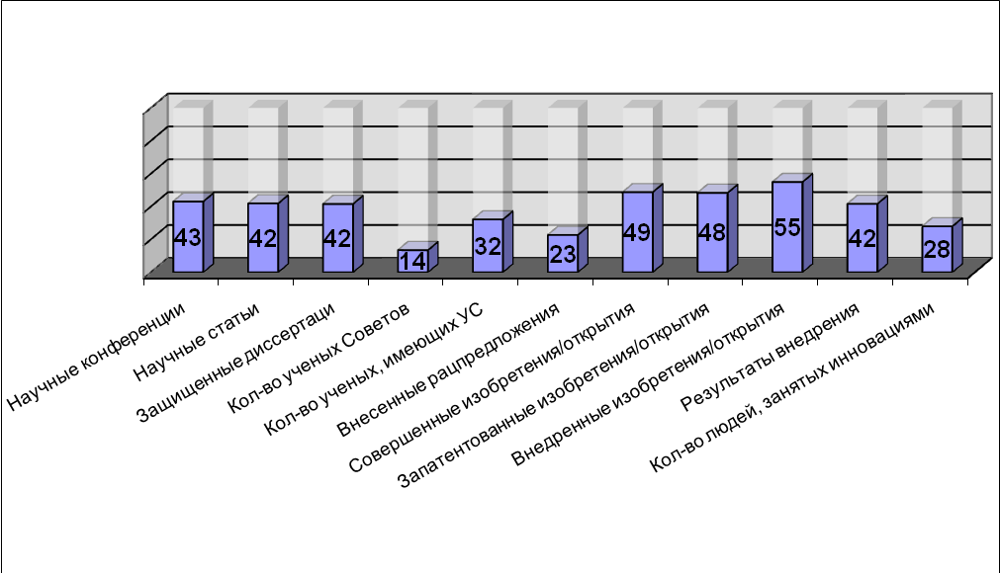 43
42
42
14
32
23
49
48
55
42
28
Научные конференции
Научные статьи
Защищенные диссертаци
Кол-во ученых Советов
Кол-во ученых, имеющих УС
Внесенные рацпредложения
Совершенные изобретения/открытия
Запатентованные изобретения/открытия
Внедренные изобретения/открытия
Результаты внедрения
Кол-во людей, занятых инновациями